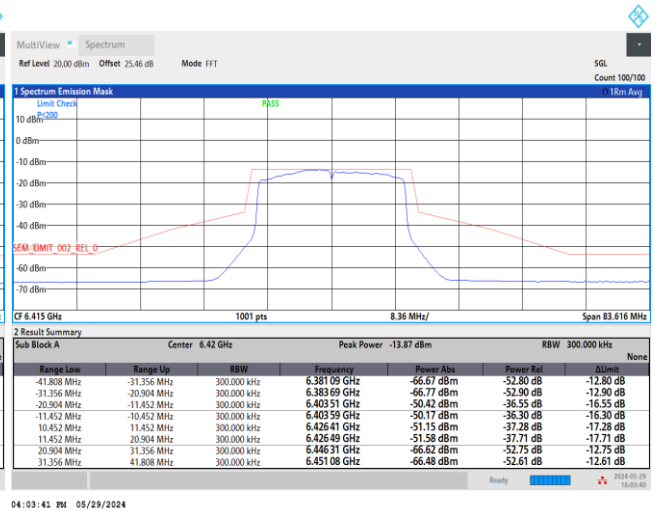 MultiView Spectrum
Ref Level 20.00 dBm Offset 25.46 dB Mode FFT SGL
Count 100/100
1 Spectrum Emission Mask 1Rm Avg
Limit Check PASS
P<200
10 dBm
0 dBm
-10 dBm
-20 dBm
-30 dBm
-40 dBm
SEM_LIMIT_002_REL_0
-60 dBm
-70 dBm
CF 6.415 GHz 1001 pts 8.36 MHz/ Span 83.616 MHz
2 Result Summary
Sub Block A Center 6.42 GHz Peak Power -13.87 dBm RBW 300.000 kHz
None
Range Low Range Up RBW Frequency Power Abs Power Rel ΔLimit
-41.808 MHz -31.356 MHz 300.000 kHz 6.381 09 GHz -66.67 dBm -52.80 dB -12.80 dB
-31.356 MHz -20.904 MHz 300.000 kHz 6.383 69 GHz -66.77 dBm -52.90 dB -12.90 dB
-20.904 MHz -11.452 MHz 300.000 kHz 6.403 51 GHz -50.42 dBm -36.55 dB -16.55 dB
-11.452 MHz -10.452 MHz 300.000 kHz 6.403 59 GHz -50.17 dBm -36.30 dB -16.30 dB
10.452 MHz 11.452 MHz 300.000 kHz 6.426 41 GHz -51.15 dBm -37.28 dB -17.28 dB
11.452 MHz 20.904 MHz 300.000 kHz 6.426 49 GHz -51.58 dBm -37.71 dB -17.71 dB
20.904 MHz 31.356 MHz 300.000 kHz 6.446 31 GHz -66.62 dBm -52.75 dB -12.75 dB
31.356 MHz 41.808 MHz 300.000 kHz 6.451 08 GHz -66.48 dBm -52.61 dB -12.61 dB
Ready 2024-05-29
16:03:40
04:03:41 PM 05/29/2024